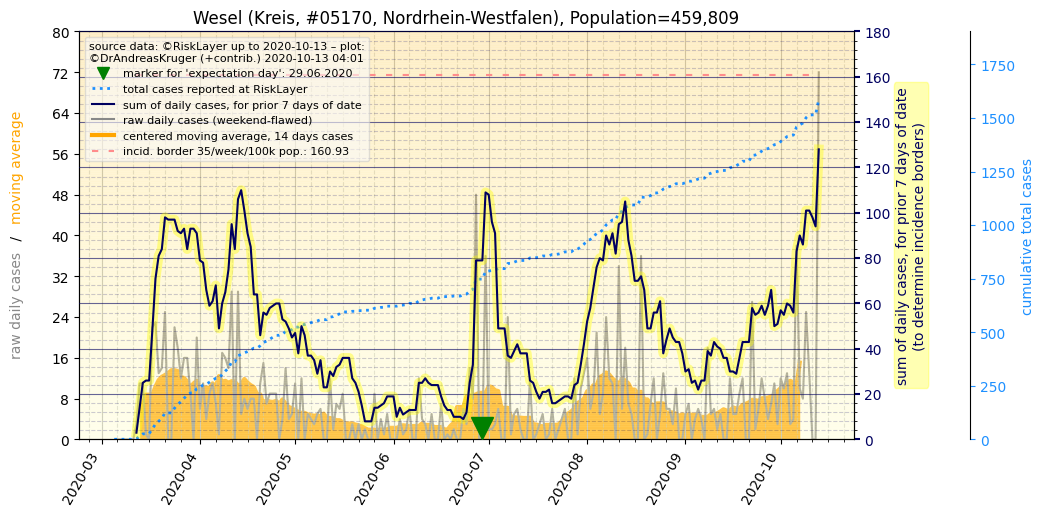 Wesel (Kreis, #05170, Nordrhein-Westfalen), Population=459,809
source data: ©RiskLayer up to 2020-10-13 – plot:
©DrAndreasKruger (+contrib.) 2020-10-13 04:01
marker for 'expectation day': 29.06.2020
total cases reported at RiskLayer
sum of daily cases, for prior 7 days of date
raw daily cases (weekend-flawed)
centered moving average, 14 days cases
incid. border 35/week/100k pop.: 160.93
raw daily cases / moving average
80
72
64
56
48
40
32
24
16
8
0
2020-03
2020-04
2020-05
2020-06
2020-07
2020-08
2020-09
2020-10
180
160
140
120
100
80
60
40
20
0
sum of daily cases, for prior 7 days of date
(to determine incidence borders)
1750
1500
1250
1000
750
500
250
0
cumulative total cases